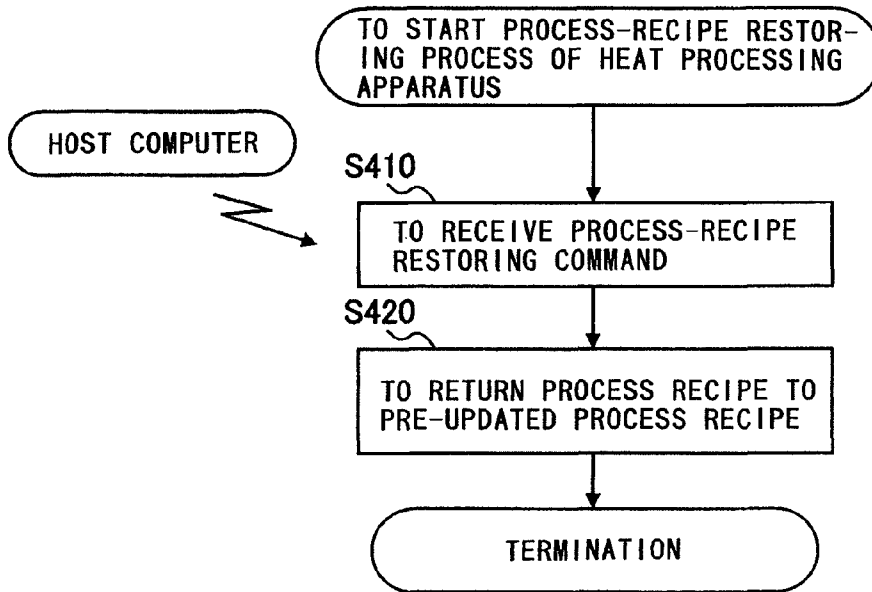 TO START PROCESS-RECIPE RESTOR-
ING PROCESS OF HEAT PROCESSING
APPARATUS
HOST COMPUTER
S410
TO RECEIVE PROCESS-RECIPE
RESTORING COMMAND
S420
TO RETURN PROCESS RECIPE TO
PRE-UPDATED PROCESS RECIPE
TERMINATION